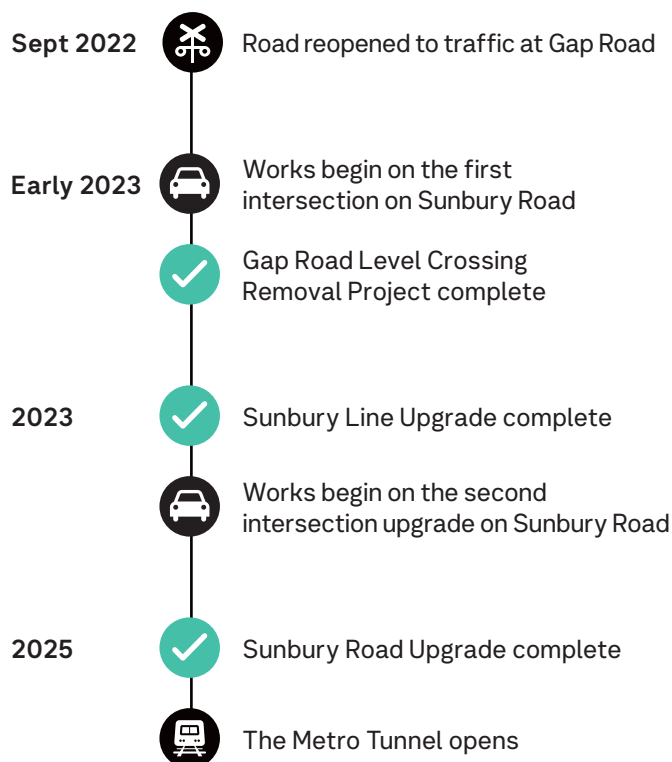 Sept 2022 Road reopened to traffic at Gap Road
Early 2023 Works begin on the first
intersection on Sunbury Road
Gap Road Level Crossing
Removal Project complete
2023 Sunbury Line Upgrade complete
Works begin on the second
intersection upgrade on Sunbury Road
2025 Sunbury Road Upgrade complete
The Metro Tunnel opens